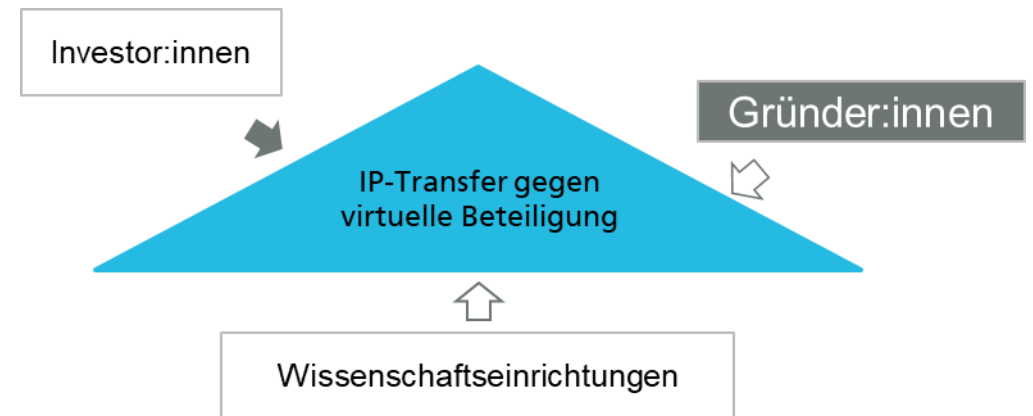 Investor:innen
Gründer:innen
IP-Transfer gegen
virtuelle Beteiligung
Wissenschaftseinrichtungen